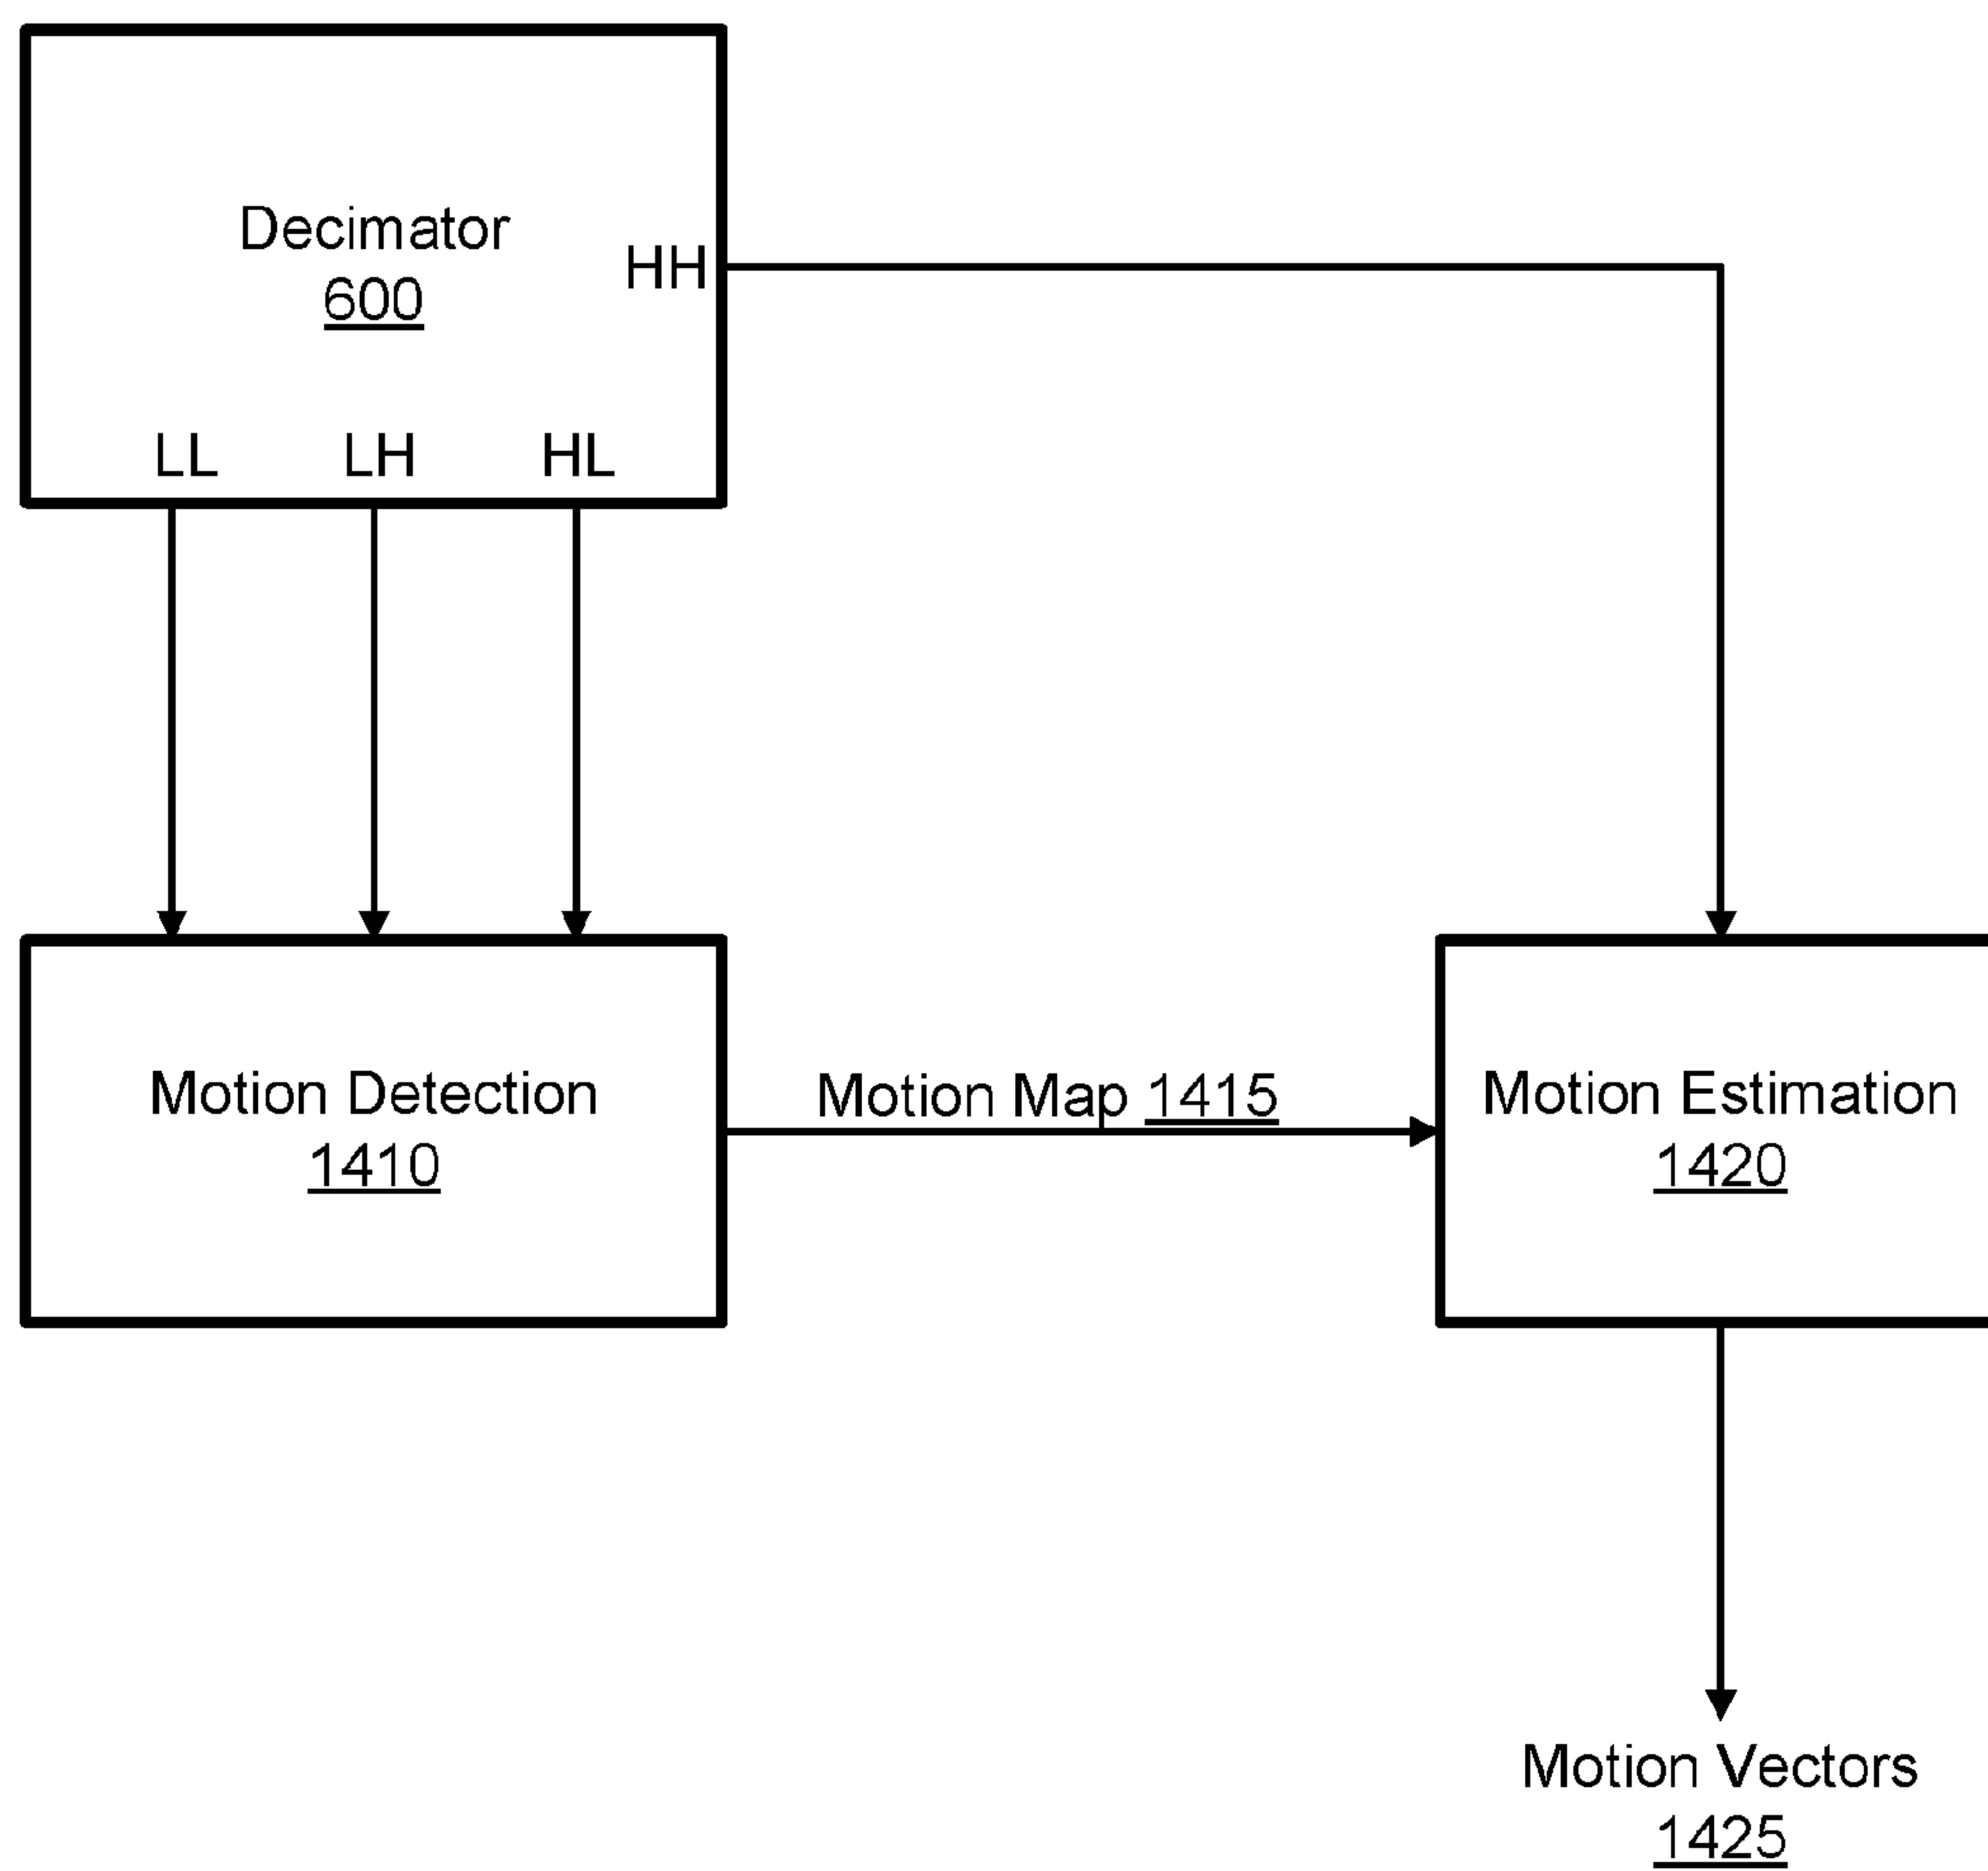 Decimator
600
HH
LL LH HL
Motion Detection
1410
Motion Map 1415
Motion Estimation
1420
Motion Vectors
1425